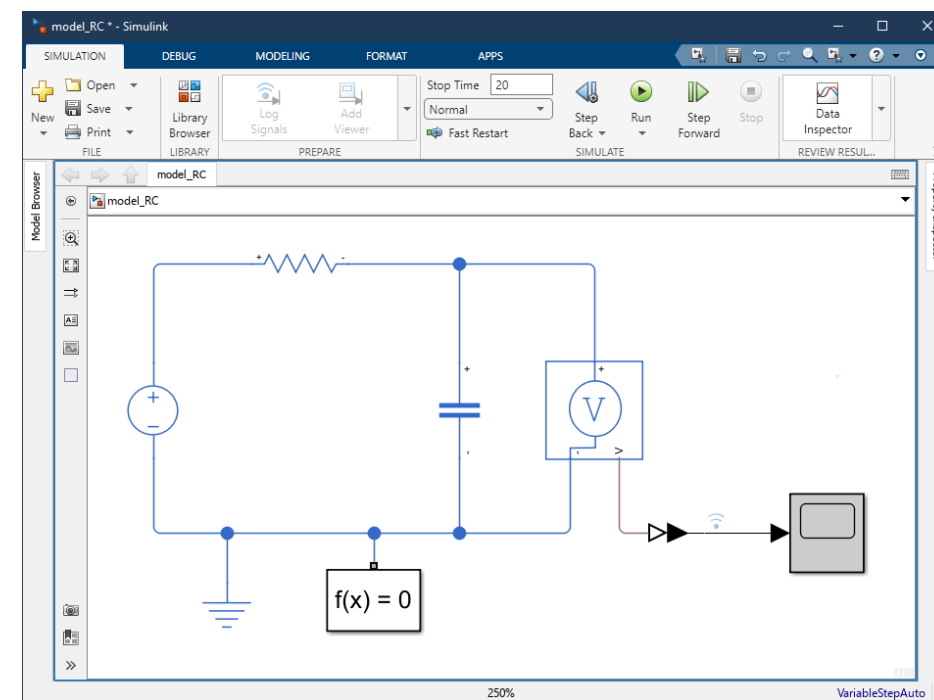 model_RC * - Simulink
SIMULATION DEBUG MODELING FORMAT APPS
New
Open
Save
Print
FILE
Library
Browser
LIBRARY
Log
Signals
Add
Viewer
PREPARE
Stop Time 20
Normal
Fast Restart
Step
Back
Run
Step
Forward
Stop
SIMULATE
Data
Inspector
REVIEW RESUL...
Model Browser
model_RC
model_RC
+ -
+
-
+
−
+
V
-
V
f(x) = 0
250%
VariableStepAuto